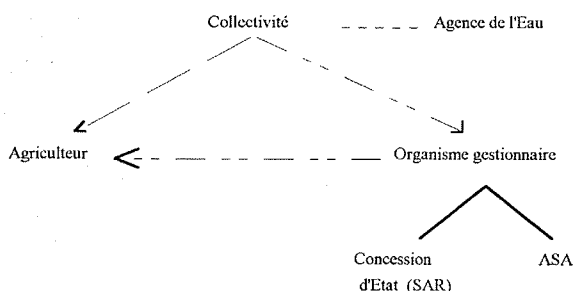 Collectivité
Agence de l'Eau
Agriculteur
Organisme gestionnaire
Concession
d'Etat (SAR)
ASA